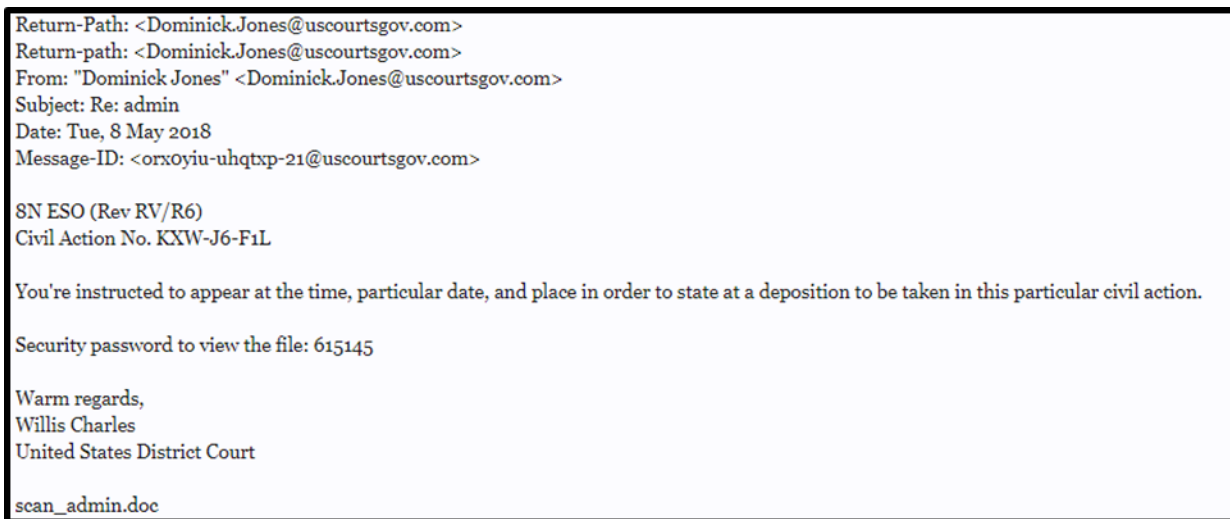 Return-Path: <Dominick.Jones@uscourtsgov.com>
Return-path: <Dominick.Jones@uscourtsgov.com>
From: "Dominick Jones" <Dominick.Jones@uscourtsgov.com>
Subject: Re: admin
Date: Tue, 8 May 2018
Message-ID: <orx0yiu-uhqtxp-21@uscourtsgov.com>
8N ESO (Rev RV/R6)
Civil Action No. KXW-J6-F1L
You're instructed to appear at the time, particular date, and place in order to state at a deposition to be taken in this particular civil action.
Security password to view the file: 615145
Warm regards,
Willis Charles
United States District Court
scan_admin.doc